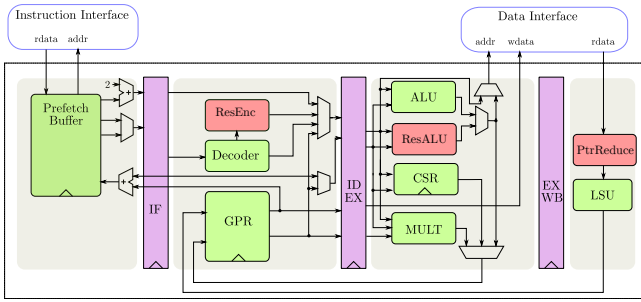 Instruction Interface
rdata addr
Data Interface
addr wdata rdata
2
+
Prefetch
Buffer
+
IF
ResEnc
Decoder
GPR
ID
EX
ALU
ResALU
CSR
MULT
EX
WB
PtrReduce
LSU